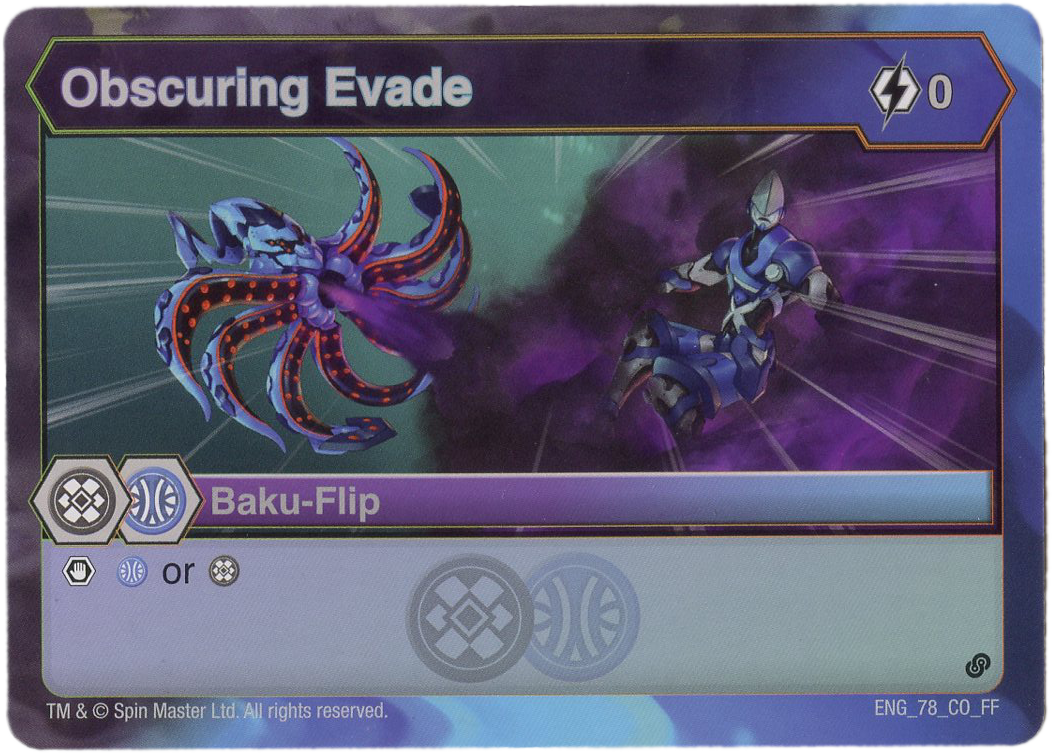 Obscuring Evade
0
Baku-Flip
or
TM & © Spin Master Ltd. All rights reserved.
ENG_78_CO_FF